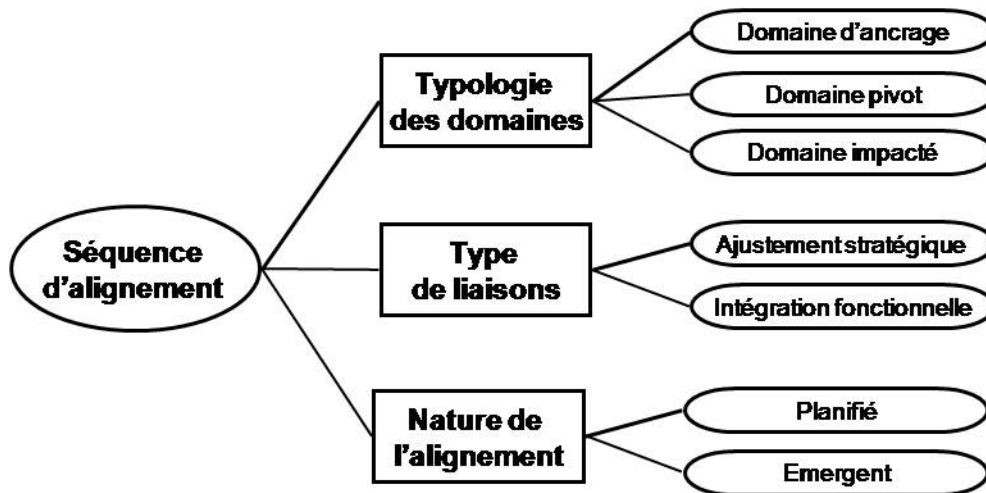 Séquence
d'alignement
Typologie
des domaines
Domaine d'ancrage
Domaine pivot
Domaine impacté
Type
de liaisons
Ajustement stratégique
Intégration fonctionnelle
Nature de
l'alignement
Planifié
Emergent